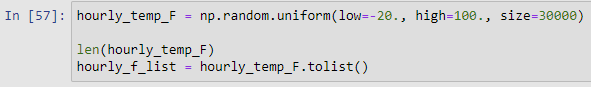 In [57]: hourly_temp_F = np.random.uniform(low=-20., high=100., size=30000)
len(hourly_temp_F)
hourly_f_list = hourly_temp_F.tolist()